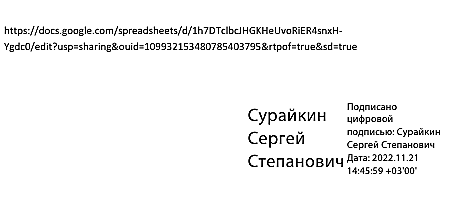 https://docs.google.com/spreadsheets/d/1h7DTclbcJHGKHeUvoRiER4snxH-
Ygdc0/edit?usp=sharing&ouid=109932153480785403795&rtpof=true&sd=true
Сурайкин
Сергей
Степанович
Подписано
цифровой
подписью: Сурайкин
Сергей Степанович
Дата: 2022.11.21
14:45:59 +03'00'